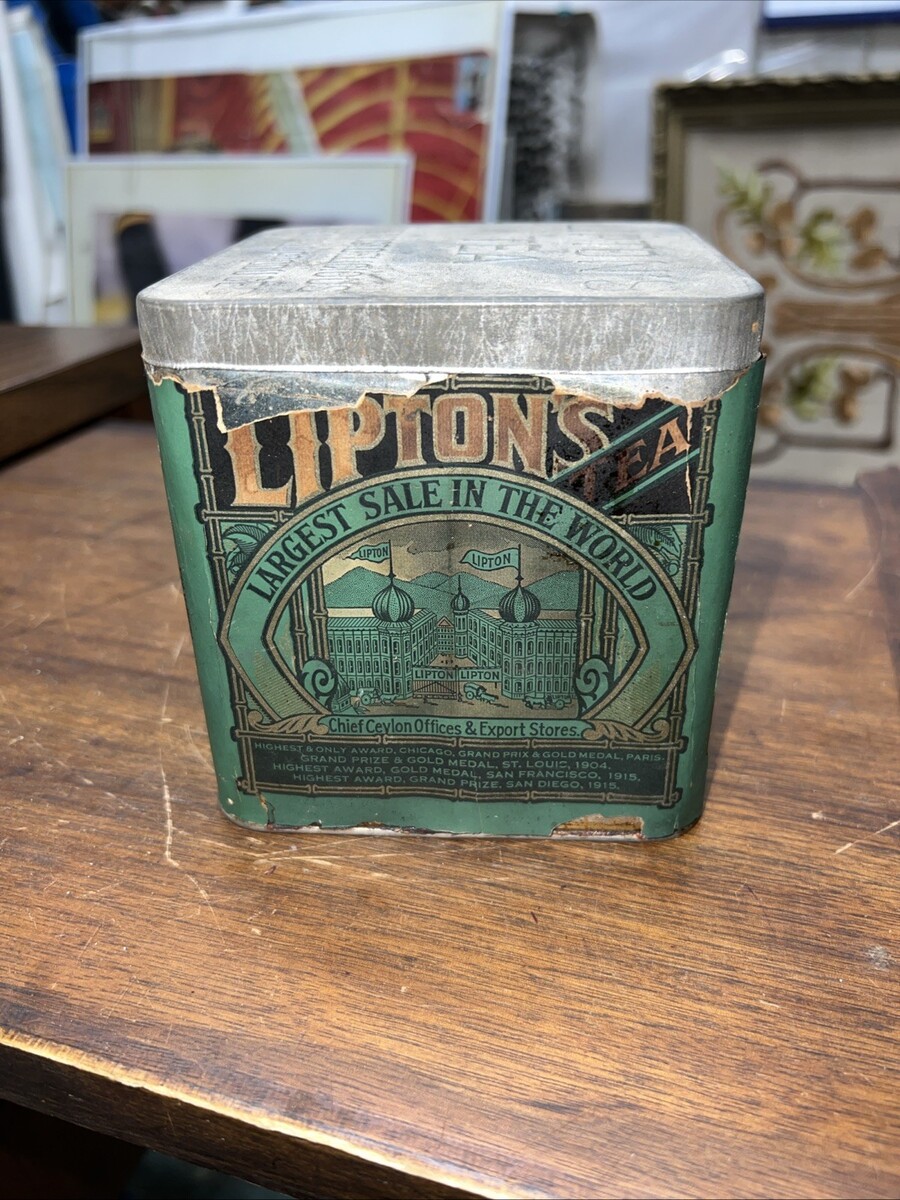 LIPTON'S
TEA
LARGEST SALE IN THE WORLD
LIPTON
LIPTON
LIPTON LIPTON
Chief Ceylon Offices & Export Stores.
HIGHEST & ONLY AWARD, CHICAGO, GRAND PRIX & GOLD MEDAL, PARIS-
GRAND PRIZE & GOLD MEDAL, ST. LOUIS, 1904.
HIGHEST AWARD, GOLD MEDAL, SAN FRANCISCO, 1915.
HIGHEST AWARD, GRAND PRIZE, SAN DIEGO, 1915.